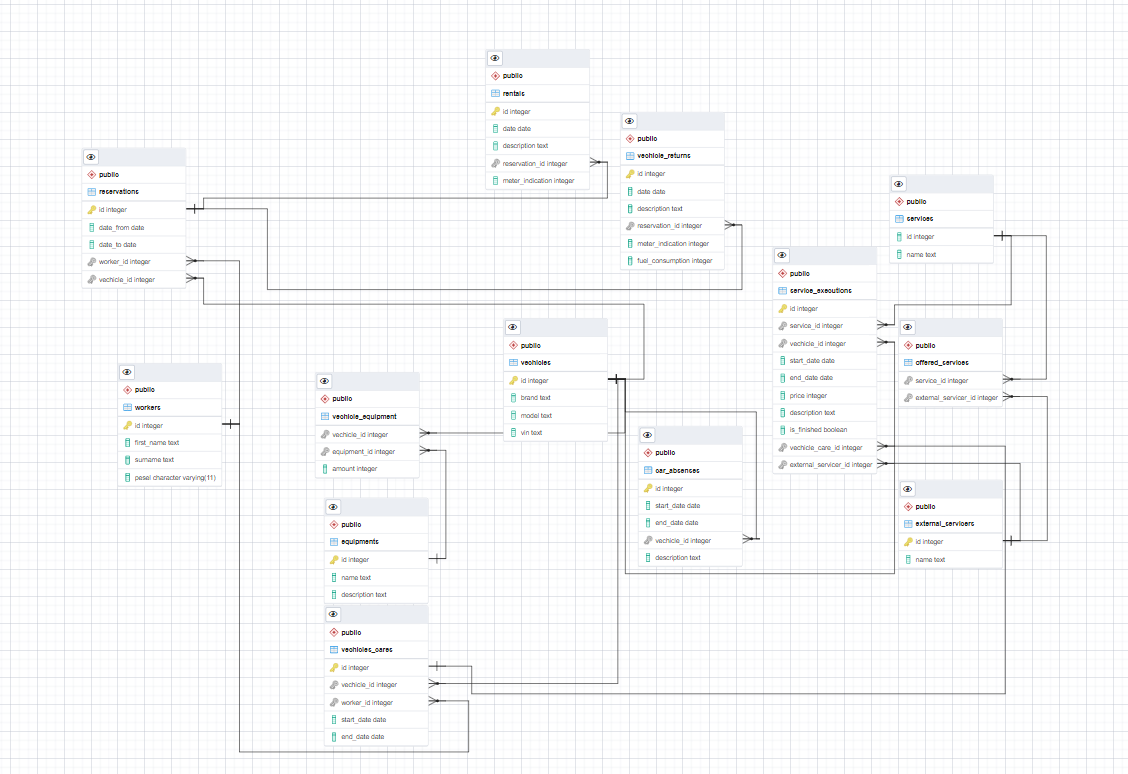 public
rentals
id integer
date date
description text
reservation_id integer
meter_indication integer
public
vechicle_returns
id integer
date date
description text
reservation_id integer
meter_indication integer
fuel_consumption integer
public
reservations
id integer
date_from date
date_to date
worker_id integer
vechicle_id integer
public
services
id integer
name text
public
service_executions
id integer
service_id integer
vechicle_id integer
start_date date
end_date date
price integer
description text
is_finished boolean
vechicle_care_id integer
external_servicer_id integer
public
offered_services
service_id integer
external_servicer_id integer
public
vechicles
id integer
brand text
model text
vin text
public
workers
id integer
first_name text
surname text
pesel character varying(11)
public
vechicle_equipment
vechicle_id integer
equipment_id integer
amount integer
public
car_absenses
id integer
start_date date
end_date date
vechicle_id integer
description text
public
external_servicers
id integer
name text
public
equipments
id integer
name text
description text
public
vechicles_cares
id integer
vechicle_id integer
worker_id integer
start_date date
end_date date